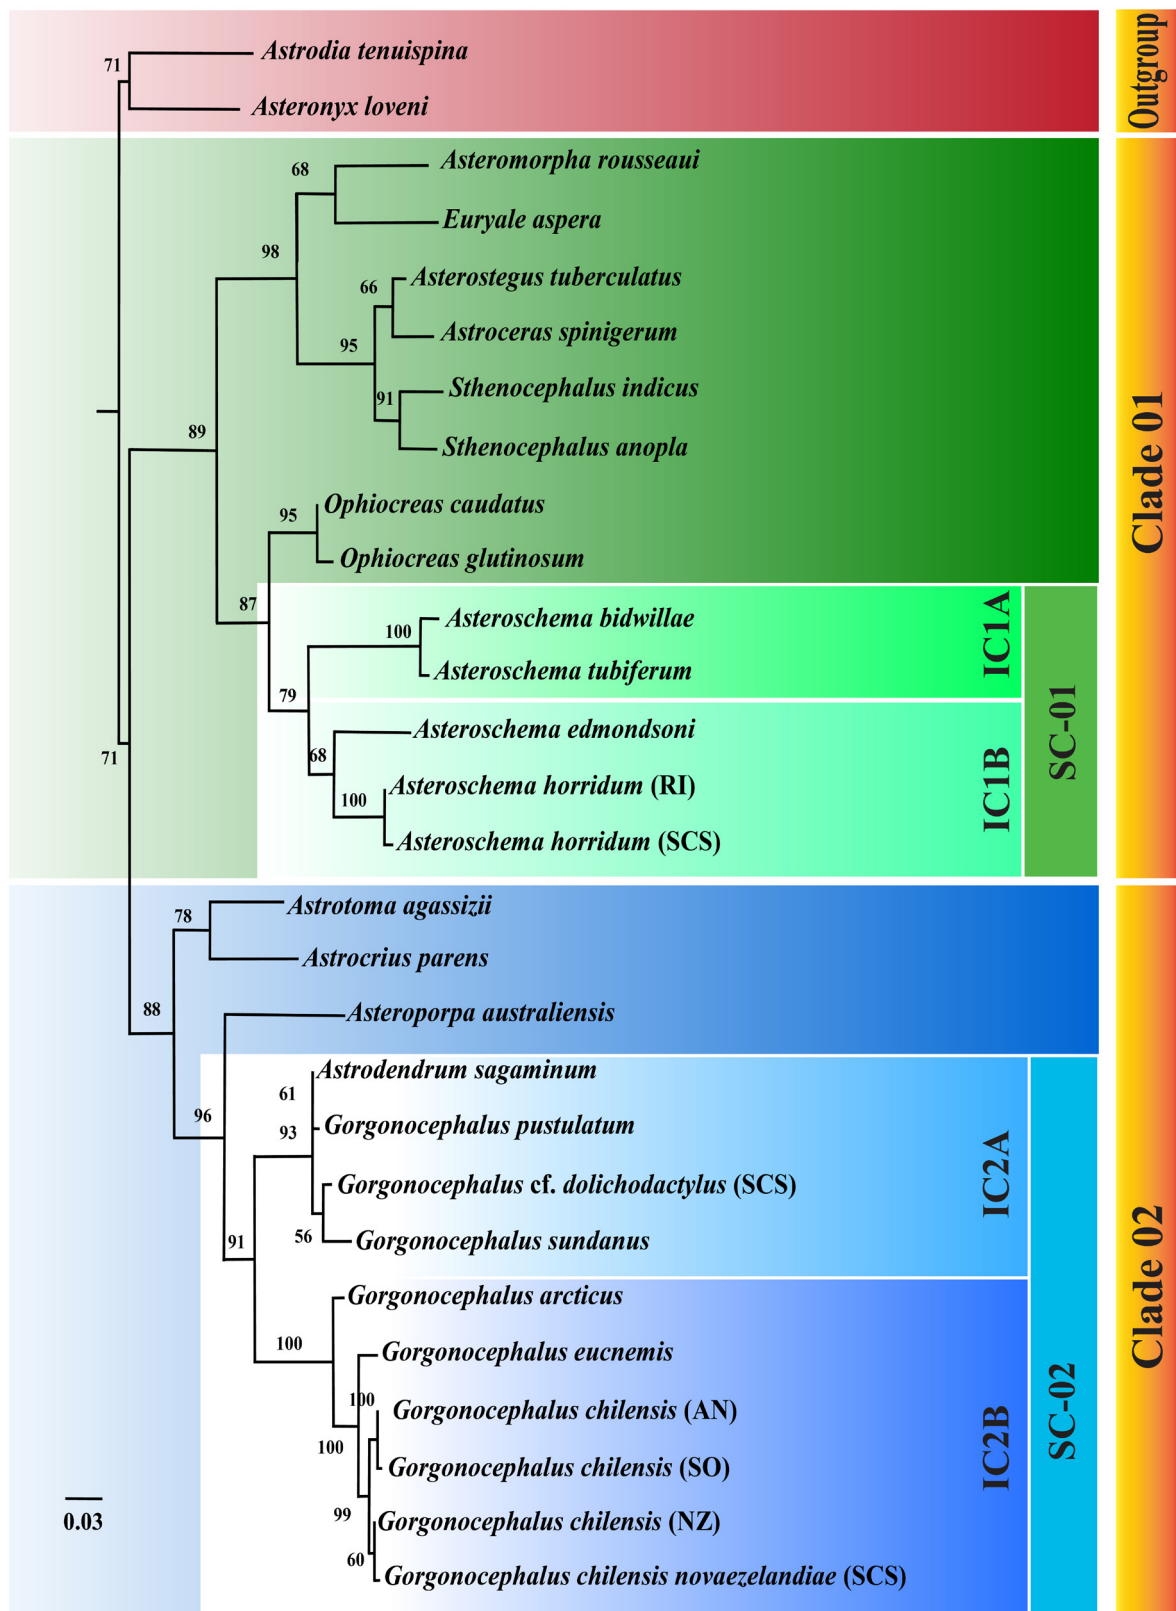 Astrodia tenuispina
71
Asteronyx loveni
Outgroup
Asteromorpha rousseaui
68
Euryale aspera
98
Asterostegus tuberculatus
66
Astroceras spinigerum
95
Sthenocephalus indicus
91
Sthenocephalus anopla
89
Ophiocreas caudatus
95
Ophiocreas glutinosum
87
Asteroschema bidwillae
100
Asteroschema tubiferum
IC1A
79
Asteroschema edmondsoni
68
Asteroschema horridum (RI)
100
Asteroschema horridum (SCS)
IC1B
SC-01
Clade 01
71
Astrotoma agassizii
78
Astrocrius parens
88
Asteroporpa australiensis
96
Astrodendrum sagaminum
61
Gorgonocephalus pustulatum
93
Gorgonocephalus cf. dolichodactylus (SCS)
56
Gorgonocephalus sundanus
IC2A
91
Gorgonocephalus arcticus
100
Gorgonocephalus eucnemis
100
Gorgonocephalus chilensis (AN)
100
Gorgonocephalus chilensis (SO)
99
Gorgonocephalus chilensis (NZ)
60
Gorgonocephalus chilensis novaezelandiae (SCS)
IC2B
SC-02
Clade 02
0.03